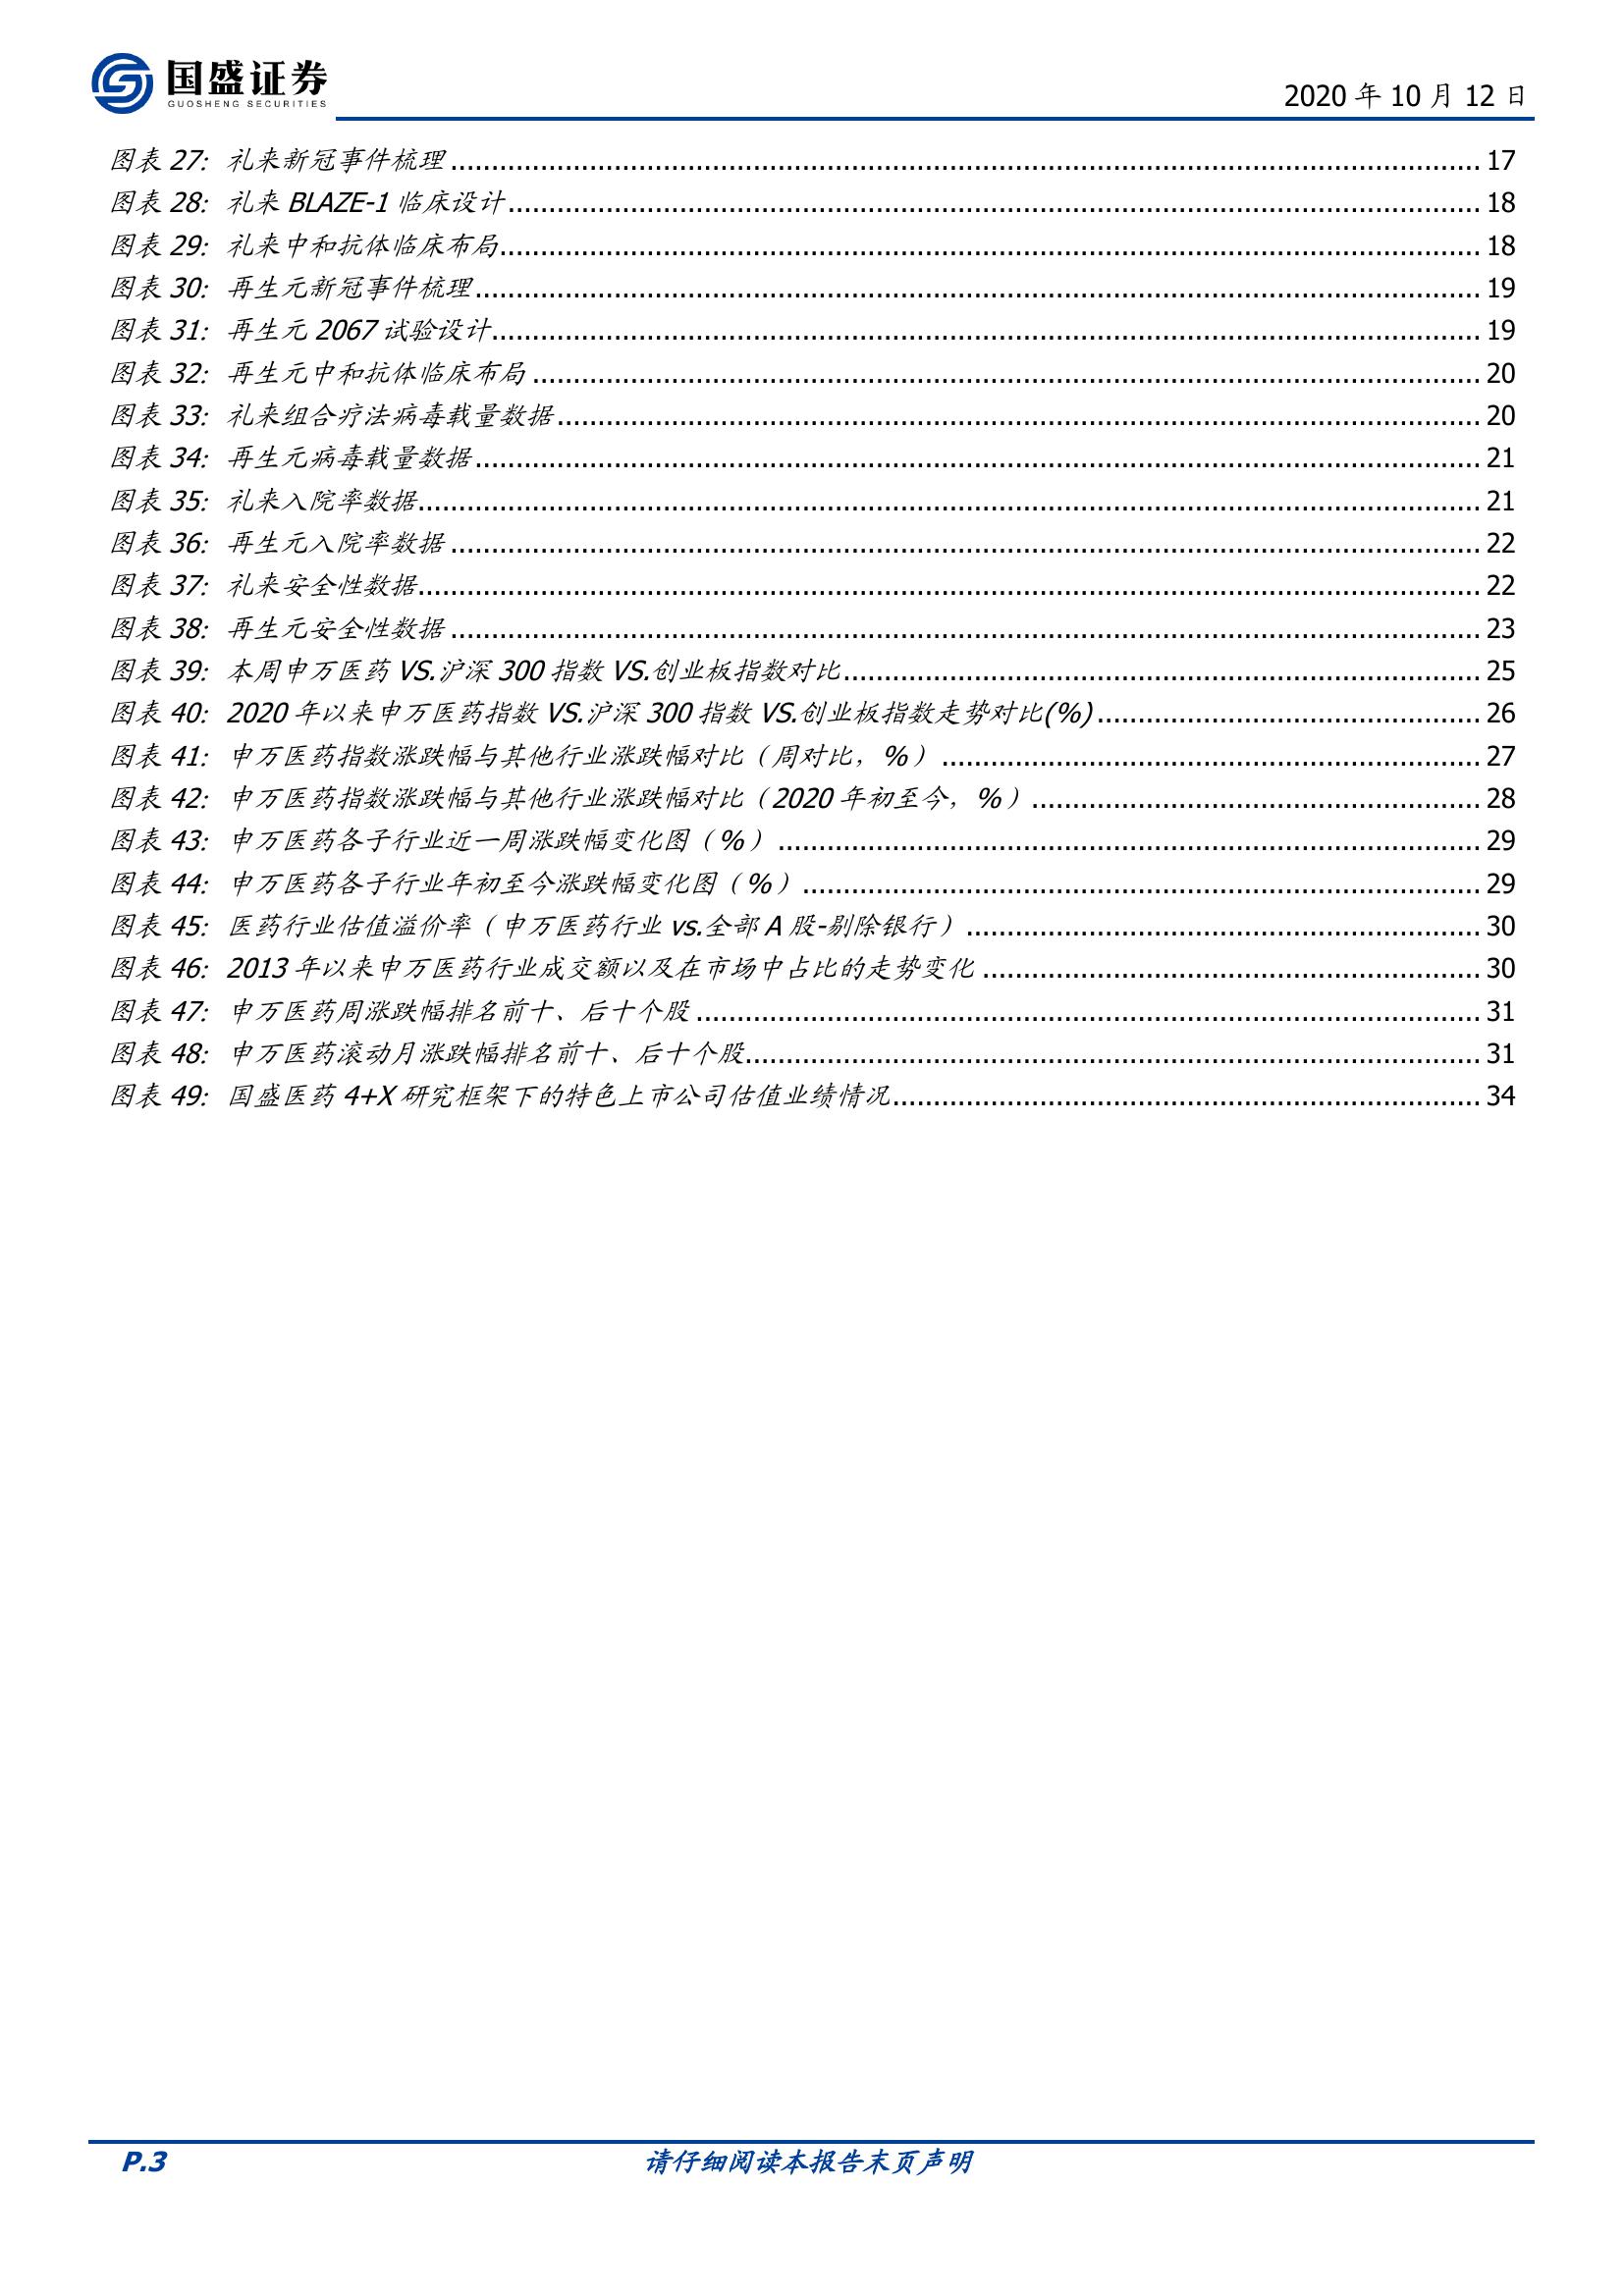 国盛证券
GUOSHENG SECURITIES
2020 年 10 月 12 日
图表 27: 礼来新冠事件梳理 ........ 17
图表 28: 礼来 BLAZE-1 临床设计 ........ 18
图表 29: 礼来中和抗体临床布局 ........ 18
图表 30: 再生元新冠事件梳理 ........ 19
图表 31: 再生元 2067 试验设计 ........ 19
图表 32: 再生元中和抗体临床布局 ........ 20
图表 33: 礼来组合疗法病毒载量数据 ........ 20
图表 34: 再生元病毒载量数据 ........ 21
图表 35: 礼来入院率数据 ........ 21
图表 36: 再生元入院率数据 ........ 22
图表 37: 礼来安全性数据 ........ 22
图表 38: 再生元安全性数据 ........ 23
图表 39: 本周申万医药 VS.沪深 300 指数 VS.创业板指数对比 ........ 25
图表 40: 2020 年以来申万医药指数 VS.沪深 300 指数 VS.创业板指数走势对比(%) ........ 26
图表 41: 申万医药指数涨跌幅与其他行业涨跌幅对比（周对比，%） ........ 27
图表 42: 申万医药指数涨跌幅与其他行业涨跌幅对比（2020 年初至今，%） ........ 28
图表 43: 申万医药各子行业近一周涨跌幅变化图（%） ........ 29
图表 44: 申万医药各子行业年初至今涨跌幅变化图（%） ........ 29
图表 45: 医药行业估值溢价率（申万医药行业 vs.全部 A 股-剔除银行） ........ 30
图表 46: 2013 年以来申万医药行业成交额以及在市场中占比的走势变化 ........ 30
图表 47: 申万医药周涨跌幅排名前十、后十个股 ........ 31
图表 48: 申万医药滚动月涨跌幅排名前十、后十个股 ........ 31
图表 49: 国盛医药 4+X 研究框架下的特色上市公司估值业绩情况 ........ 34
P.3 请仔细阅读本报告末页声明